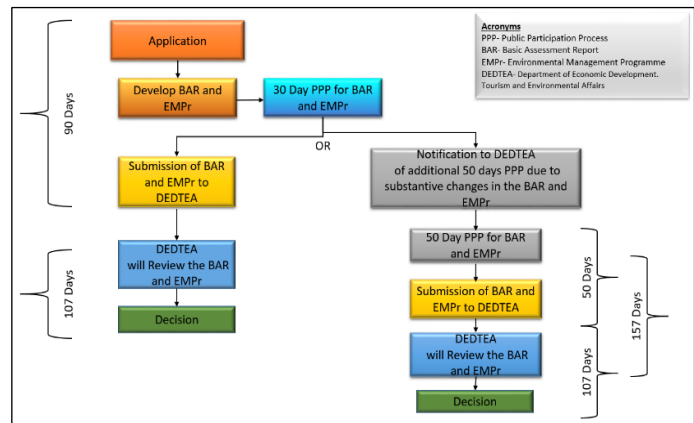 Acronyms
PPP- Public Participation Process
BAR- Basic Assessment Report
EMPr- Environmental Management Programme
DEDTEA- Department of Economic Development.
Tourism and Environmental Affairs
Application
Develop BAR and
EMPr
30 Day PPP for BAR
and EMPr
90 Days
OR
Submission of BAR
and EMPr to
DEDTEA
Notification to DEDTEA
of additional 50 days PPP due to
substantive changes in the BAR and
EMPr
DEDTEA
will Review the BAR
and EMPr
107 Days
Decision
50 Day PPP for BAR
and EMPr
50 Days
Submission of BAR and
EMPr to DEDTEA
157 Days
DEDTEA
will Review the BAR
and EMPr
107 Days
Decision